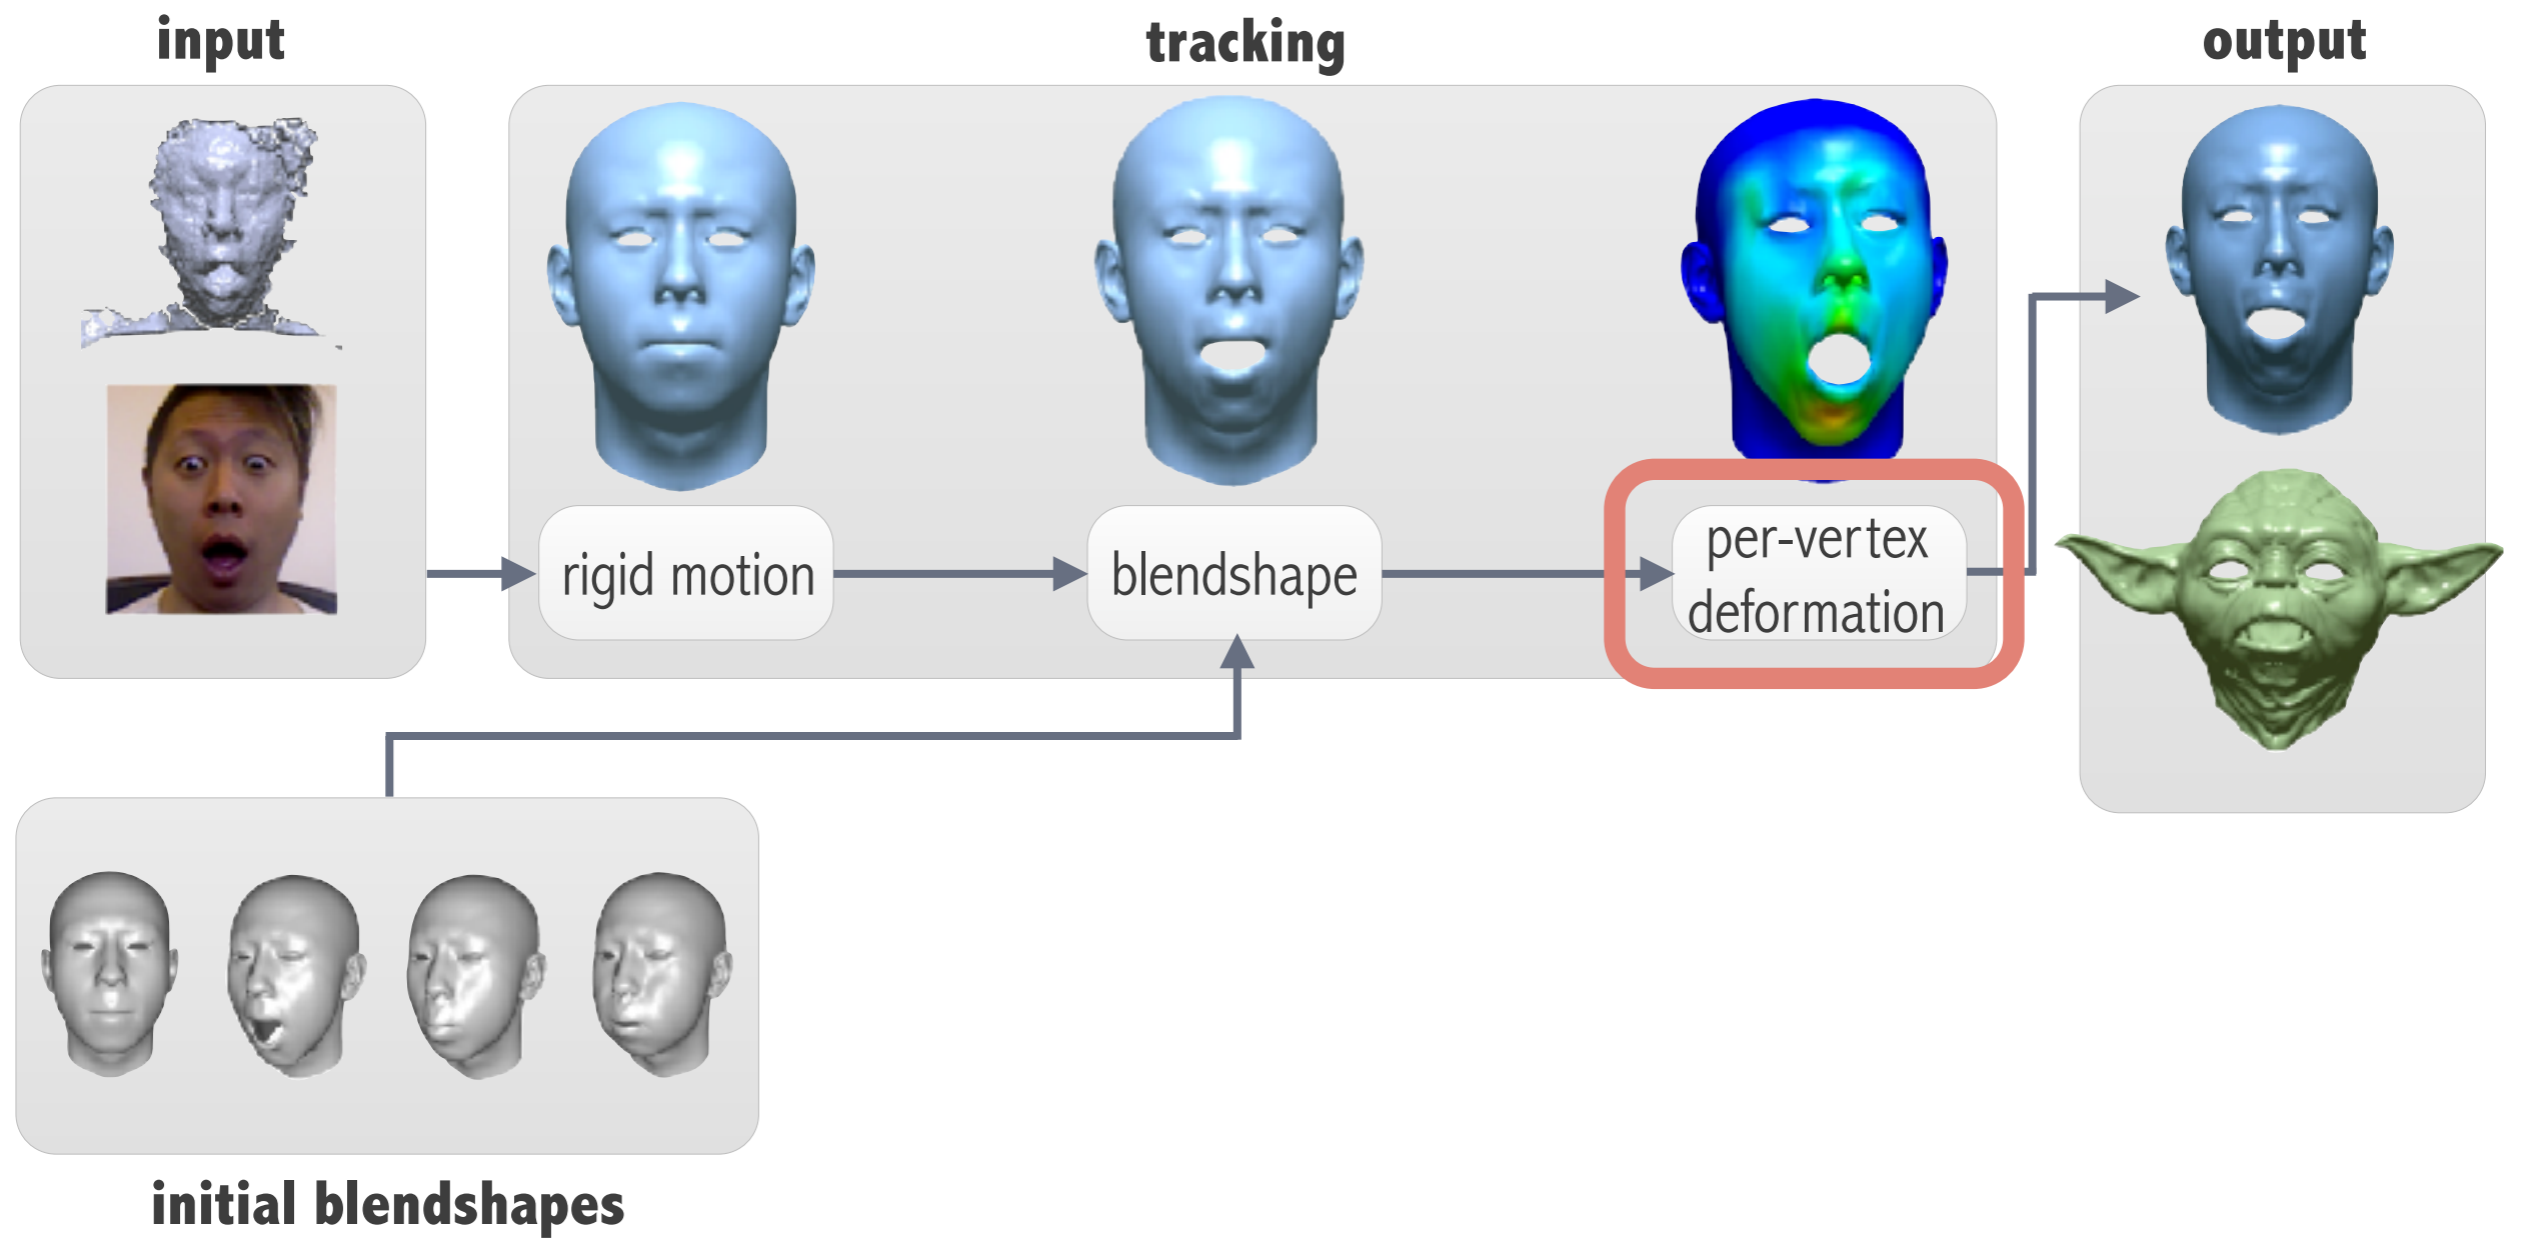 input
tracking
output
rigid motion
blendshape
per-vertex
deformation
initial blendshapes